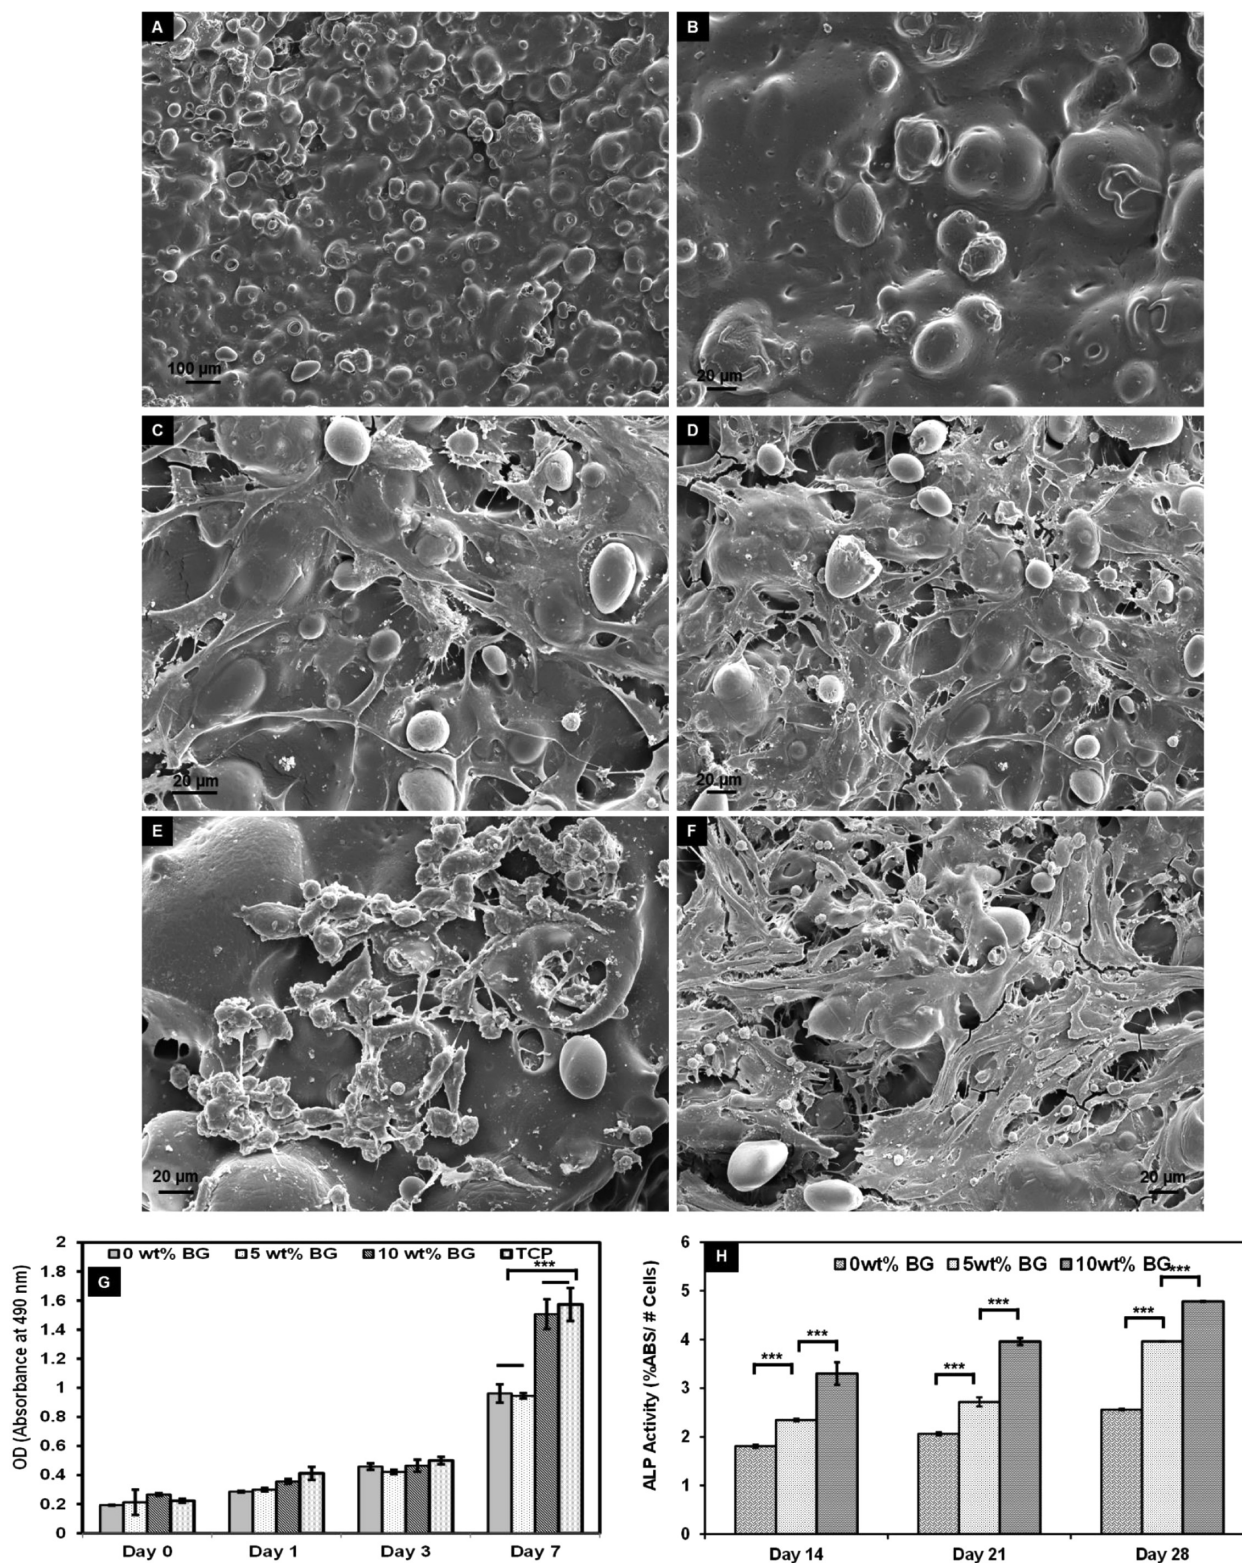 A
B
100 µm
20 µm
C
D
20 µm
20 µm
E
F
20 µm
20 µm
G
2
1.8
1.6
1.4
1.2
1
0.8
0.6
0.4
0.2
0
OD (Absorbance at 490 nm)
0 wt% BG 5 wt% BG 10 wt% BG TCP
***
Day 0 Day 1 Day 3 Day 7
H
6
5
4
3
2
1
0
ALP Activity (%ABS/ # Cells)
0wt% BG 5wt% BG 10wt% BG
*** ***
*** ***
*** ***
Day 14 Day 21 Day 28